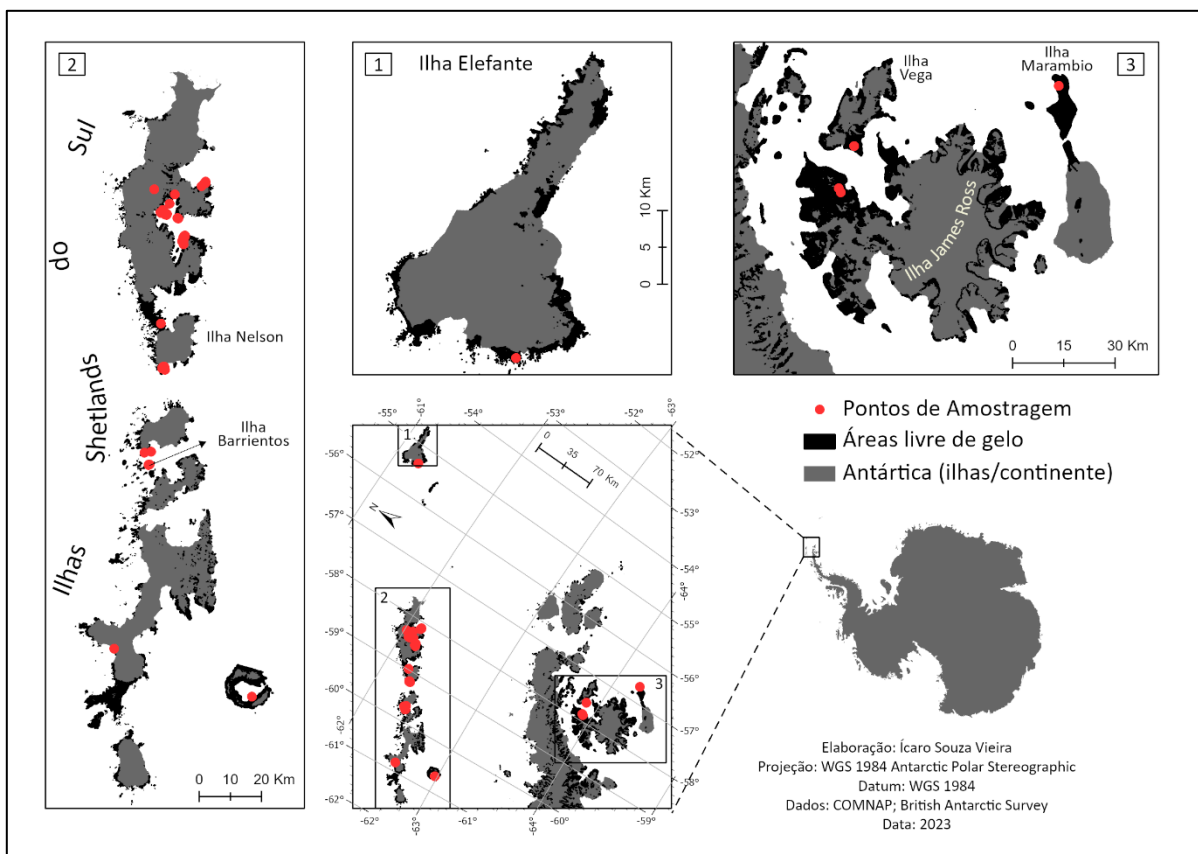 2
Sul
do
Shetlands
Ilhas
Ilha Nelson
Ilha
Barrientos
0 10 20 Km
1
Ilha Elefante
10 Km
5
0
3
Ilha
Vega
Ilha
Marambio
Ilha James Ross
0 15 30 Km
Pontos de Amostragem
Áreas livre de gelo
Antártica (ilhas/continente)
-55° -61° -54° -53° -52° -63°
-56°
-57°
-58°
-59°
-60°
-62°
-61°
-62°
-52°
-53°
-54°
-64°
-55°
-56°
-57°
-58°
-62° -61° -63° -64° -60° -59°
1
0 35 70 Km
N
2
3
Elaboração: Ícaro Souza Vieira
Projeção: WGS 1984 Antarctic Polar Stereographic
Datum: WGS 1984
Dados: COMNAP; British Antarctic Survey
Data: 2023